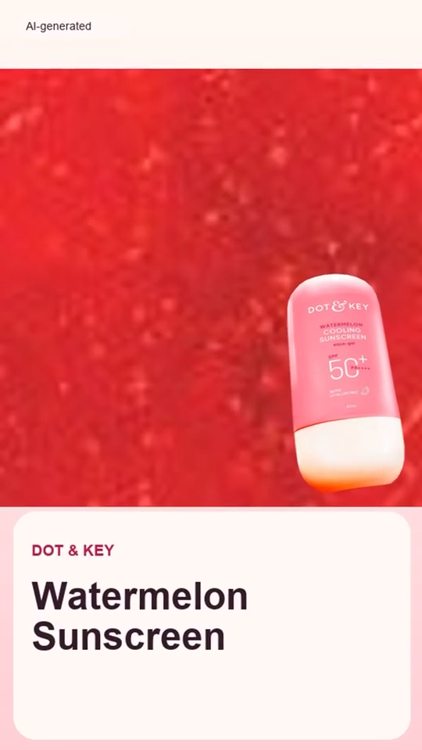 AI-generated
DOT & KEY
WATERMELON
COOLING
SUNSCREEN
SPF
50+
DOT & KEY
Watermelon
Sunscreen